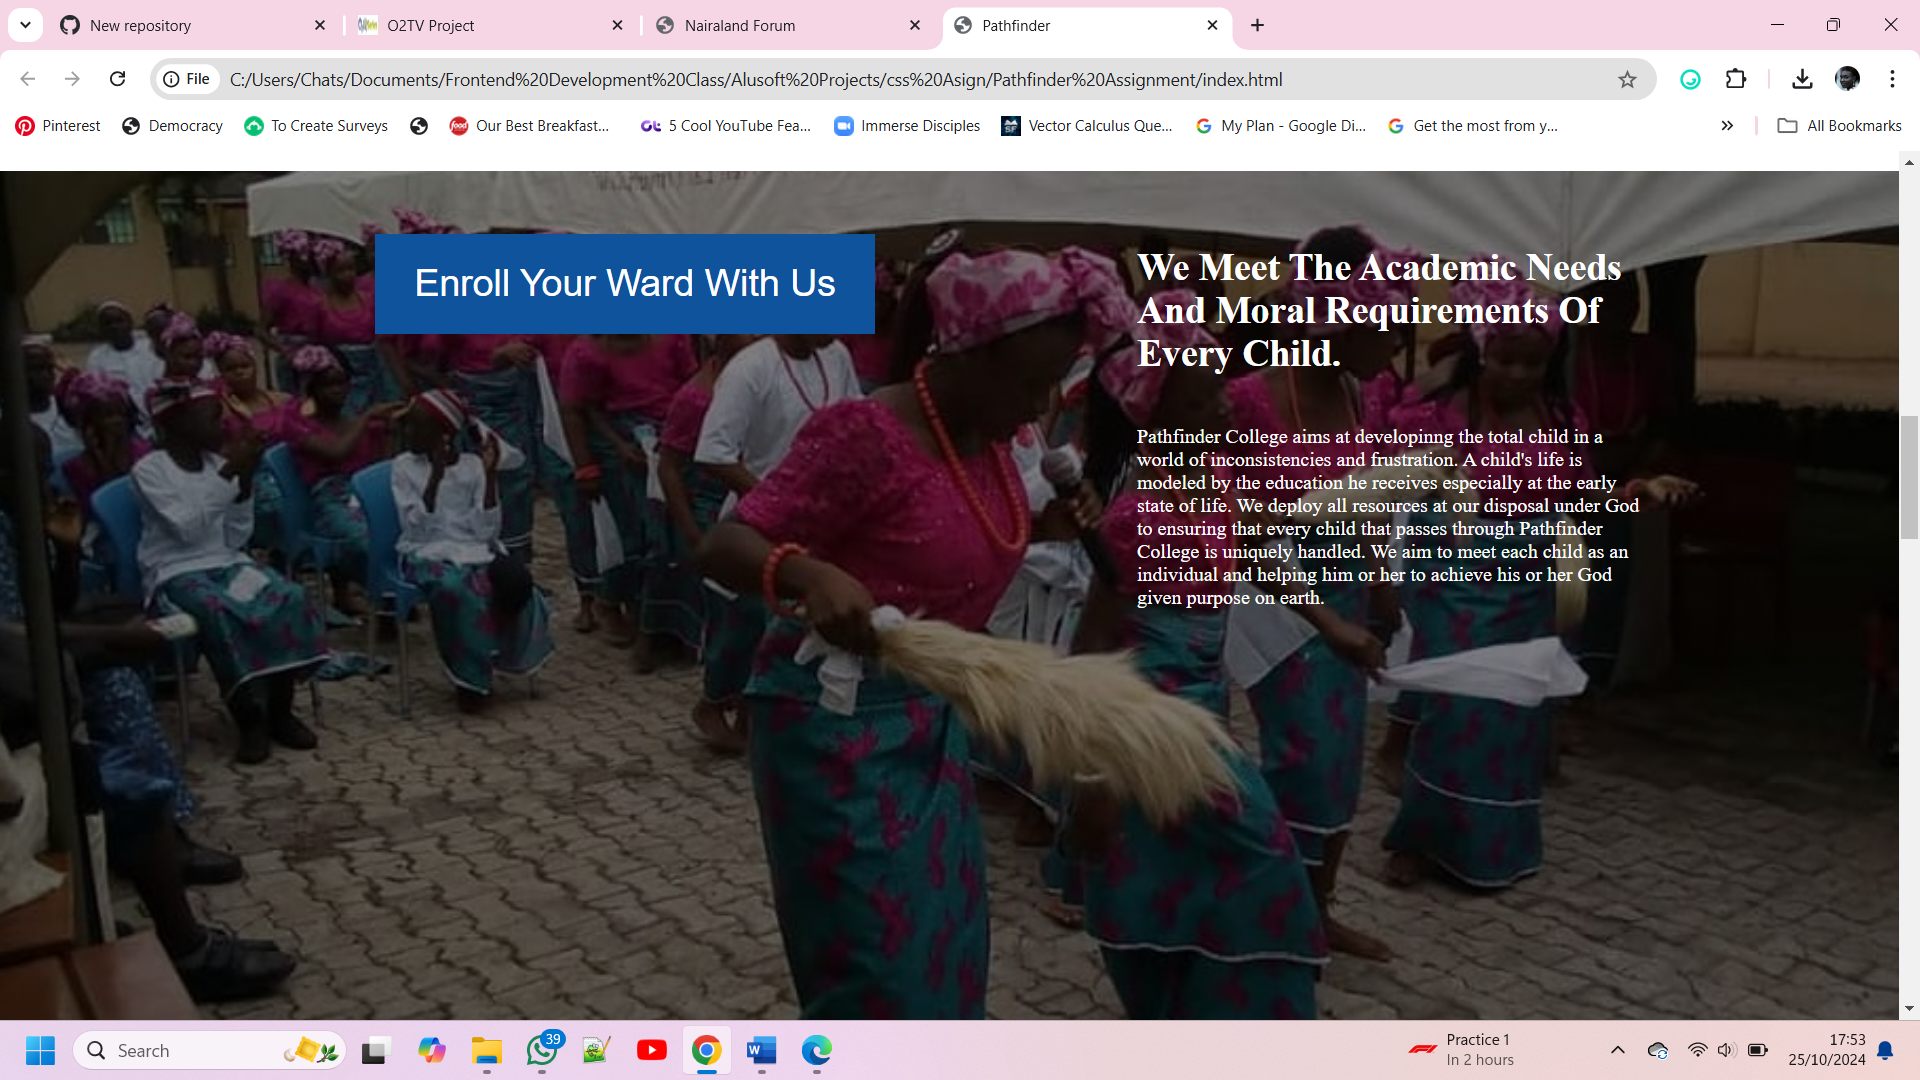 New repository
O2TV Project
Nairaland Forum
Pathfinder
File
C:/Users/Chats/Documents/Frontend%20Development%20Class/Alusoft%20Projects/css%20Asign/Pathfinder%20Assignment/index.html
Pinterest
Democracy
To Create Surveys
food
Our Best Breakfast...
5 Cool YouTube Fea...
Immerse Disciples
SF
Vector Calculus Que...
My Plan - Google Di...
Get the most from y...
All Bookmarks
Enroll Your Ward With Us
We Meet The Academic Needs
And Moral Requirements Of
Every Child.
Pathfinder College aims at developinng the total child in a
world of inconsistencies and frustration. A child's life is
modeled by the education he receives especially at the early
state of life. We deploy all resources at our disposal under God
to ensuring that every child that passes through Pathfinder
College is uniquely handled. We aim to meet each child as an
individual and helping him or her to achieve his or her God
given purpose on earth.
Search
39
W
Practice 1
In 2 hours
17:53
25/10/2024